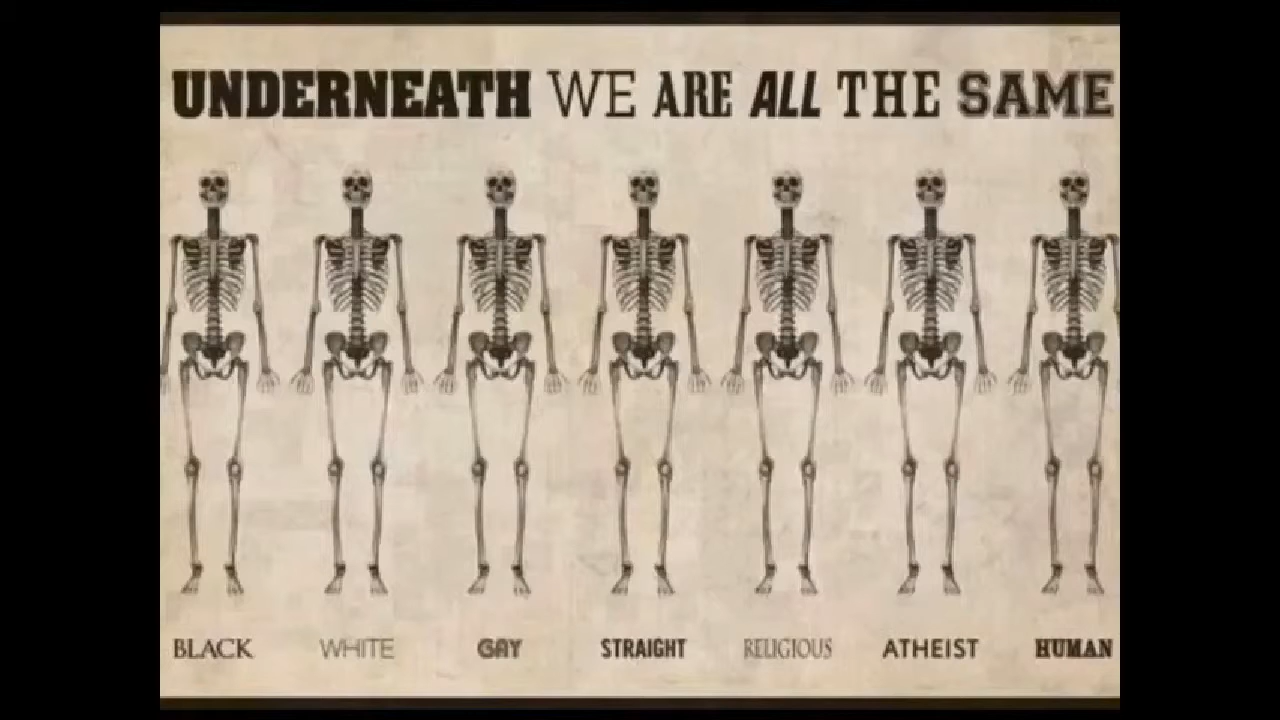 UNDERNEATH WE ARE ALL THE SAME
BLACK WHITE GAY STRAIGHT RELIGIOUS ATHEIST HUMAN